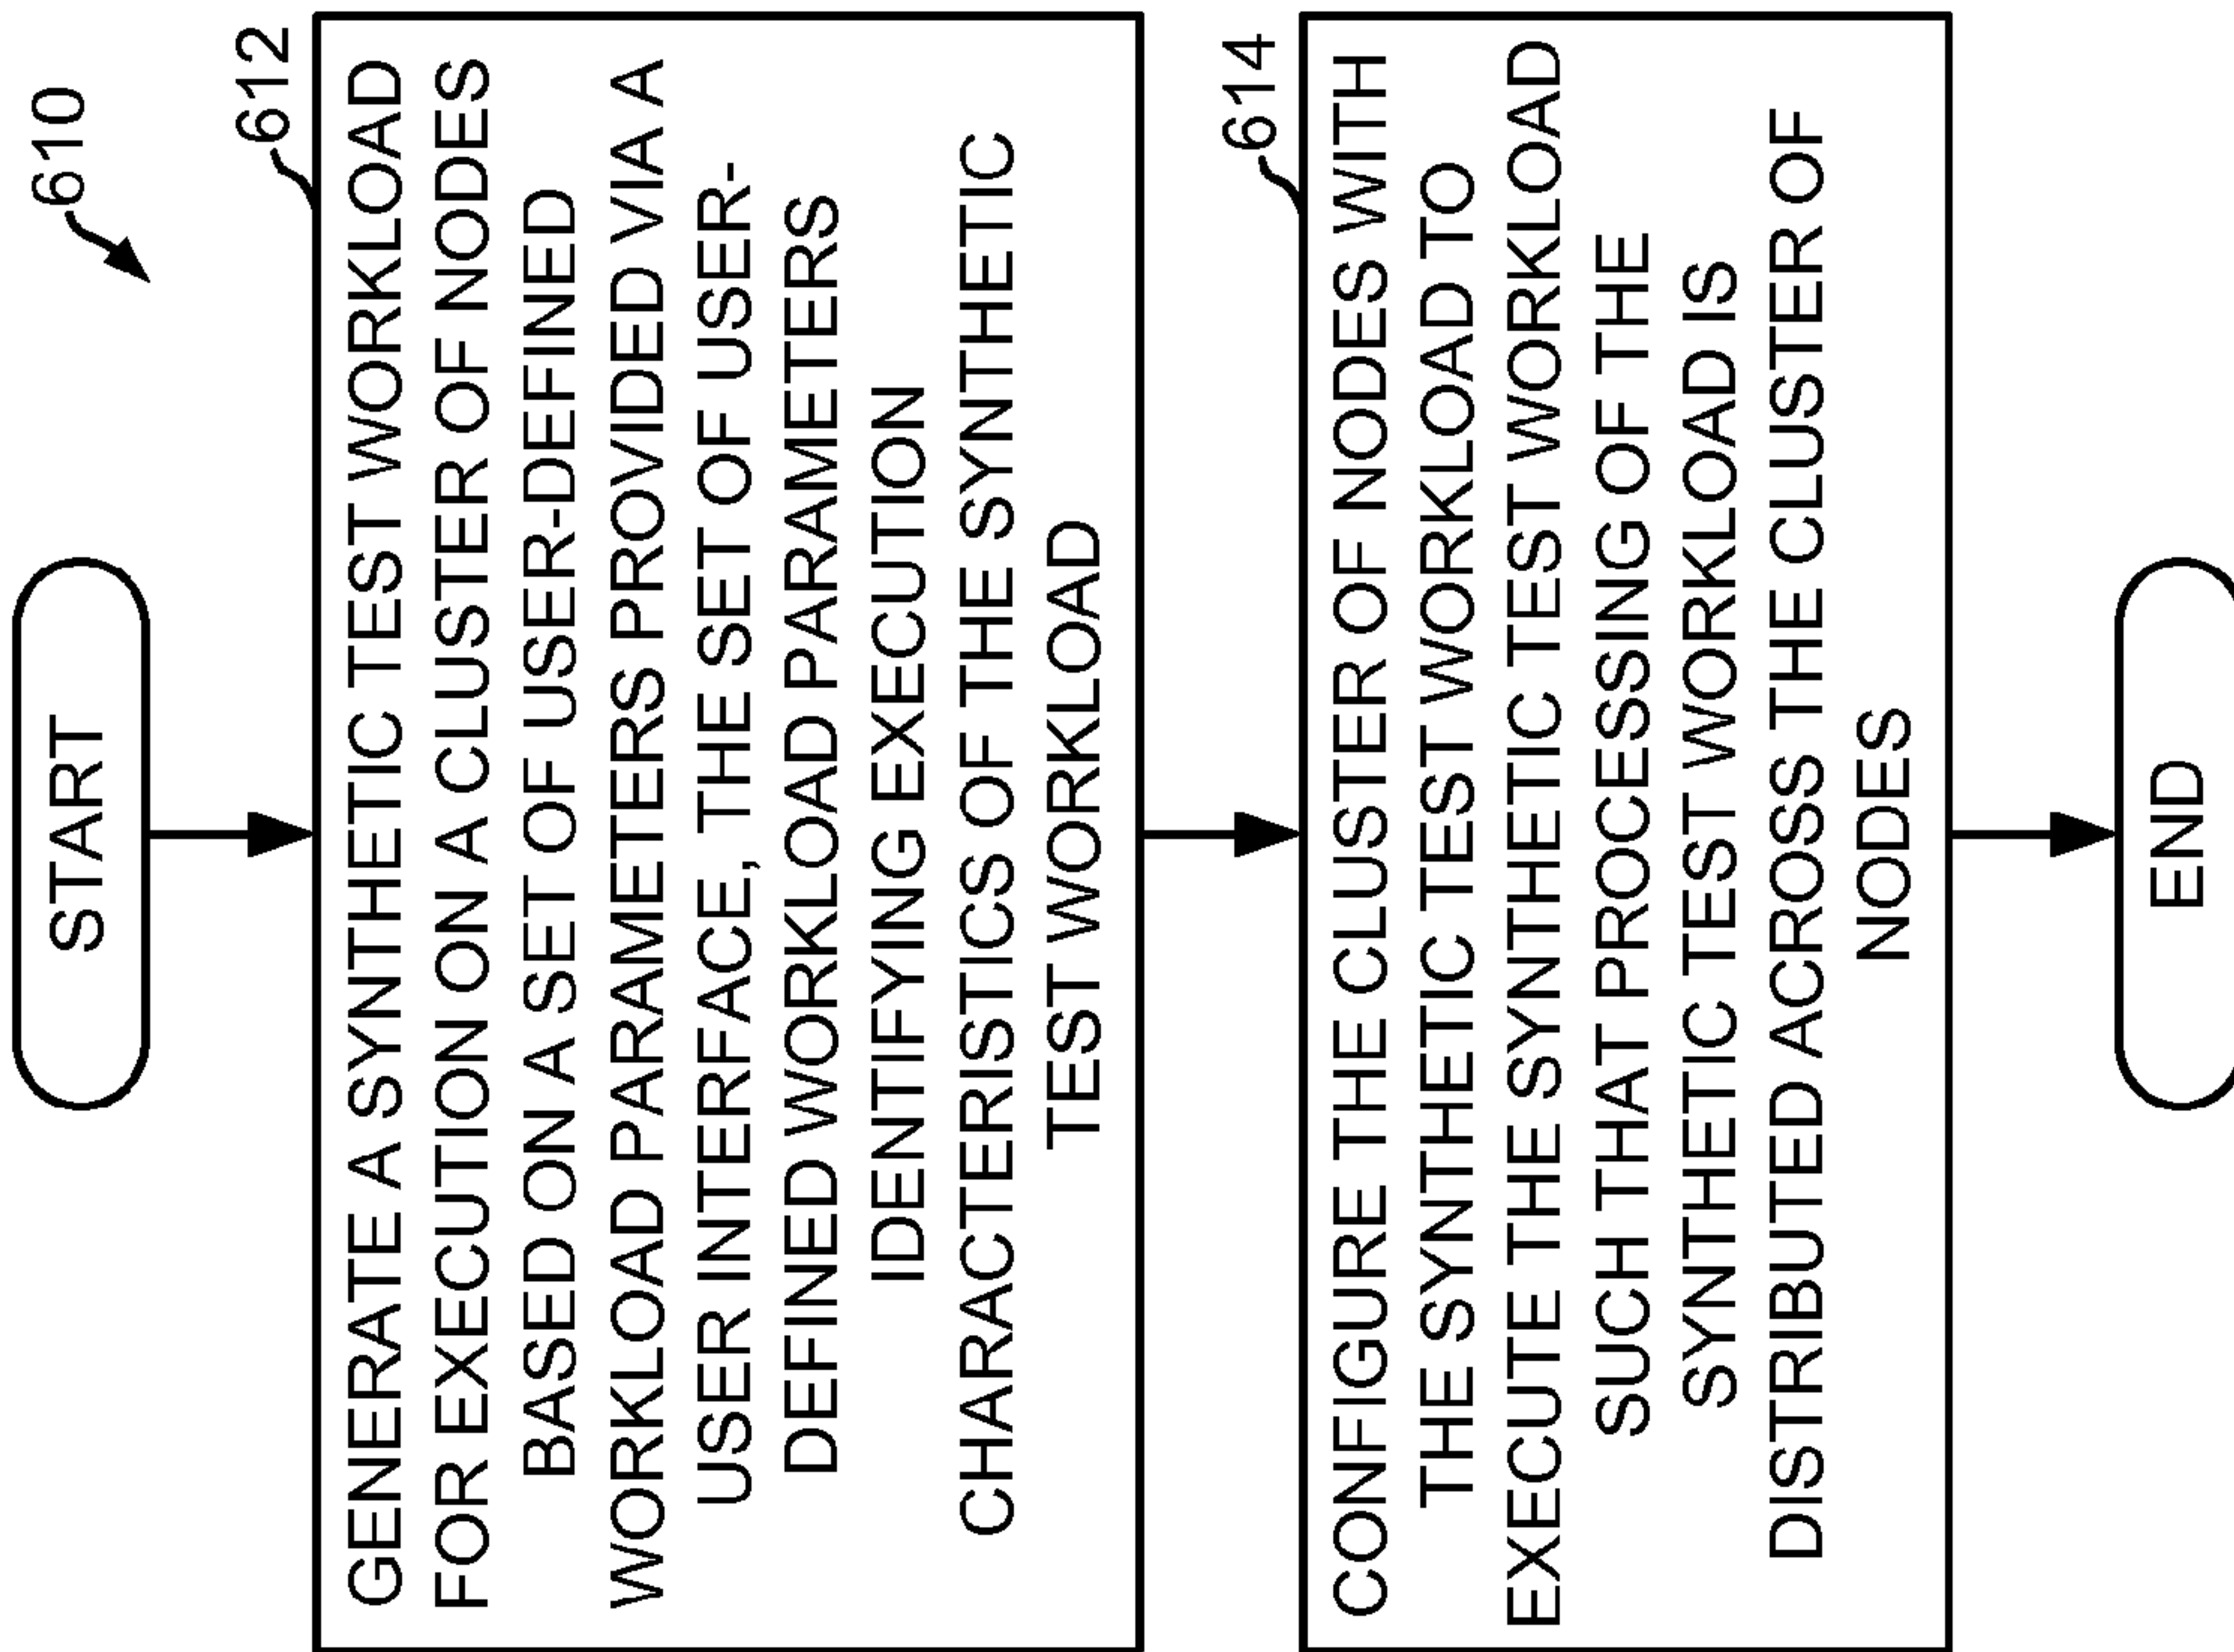 610
START
612
GENERATE A SYNTHETIC TEST WORKLOAD
FOR EXECUTION ON A CLUSTER OF NODES
BASED ON A SET OF USER-DEFINED
WORKLOAD PARAMETERS PROVIDED VIA A
USER INTERFACE, THE SET OF USER-
DEFINED WORKLOAD PARAMETERS
IDENTIFYING EXECUTION
CHARACTERISTICS OF THE SYNTHETIC
TEST WORKLOAD
614
CONFIGURE THE CLUSTER OF NODES WITH
THE SYNTHETIC TEST WORKLOAD TO
EXECUTE THE SYNTHETIC TEST WORKLOAD
SUCH THAT PROCESSING OF THE
SYNTHETIC TEST WORKLOAD IS
DISTRIBUTED ACROSS THE CLUSTER OF
NODES
END